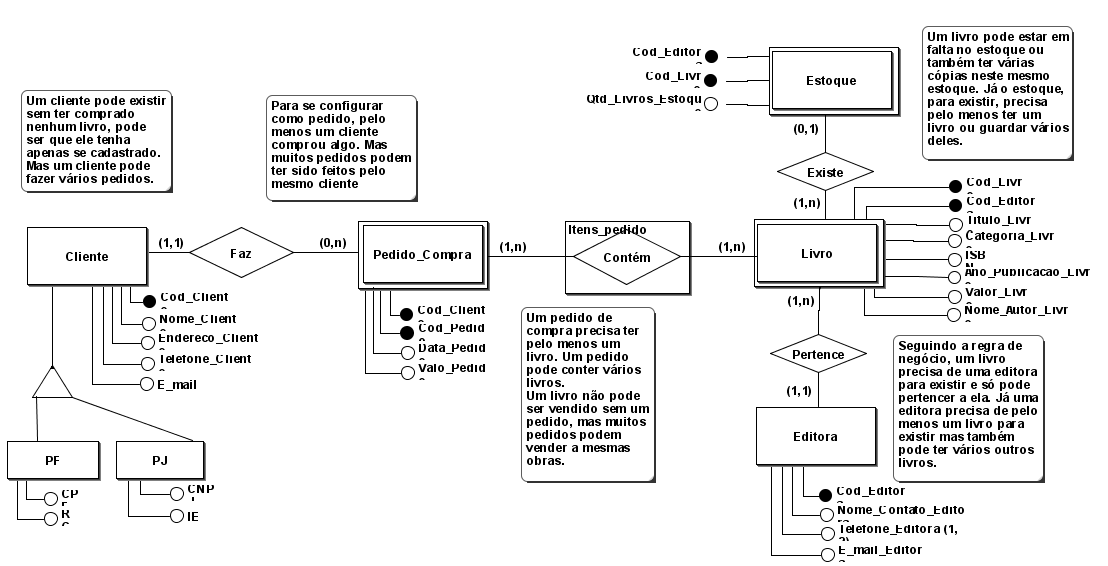 Um cliente pode existir
sem ter comprado
nenhum livro, pode
ser que ele tenha
apenas se cadastrado.
Mas um cliente pode
fazer vários pedidos.
Para se configurar
como pedido, pelo
menos um cliente
comprou algo. Mas
muitos pedidos podem
ter sido feitos pelo
mesmo cliente
Cod_Editor
Cod_Livr
Qtd_Livros_Estoqu
Estoque
Um livro pode estar em
falta no estoque ou
também ter várias
cópias neste mesmo
estoque. Já o estoque,
para existir, precisa
pelo menos ter um
livro ou guardar vários
deles.
(0,1)
Existe
(1,n)
Cod_Livr
Cod_Editor
Titulo_Livr
Categoria_Livr
ISB
Ano_Publicacao_Livr
Valor_Livr
Nome_Autor_Livr
Cliente
(1,1)
Faz
(0,n)
Pedido_Compra
(1,n)
Itens_pedido
Contém
(1,n)
Livro
Cod_Client
Nome_Client
Endereco_Client
Telefone_Client
E_mail
Cod_Client
Cod_Pedid
Data_Pedid
Valo_Pedid
Um pedido de
compra precisa ter
pelo menos um
livro. Um pedido
pode conter vários
livros.
Um livro não pode
ser vendido sem um
pedido, mas muitos
pedidos podem
vender a mesmas
obras.
(1,n)
Pertence
(1,1)
Seguindo a regra de
negócio, um livro
precisa de uma editora
para existir e só pode
pertencer a ela. Já uma
editora precisa de pelo
menos um livro para
existir mas também
pode ter vários outros
livros.
Editora
Cod_Editor
Nome_Contato_Edito
Telefone_Editora (1,
E_mail_Editor
PF
PJ
CP
R
CNP
IE